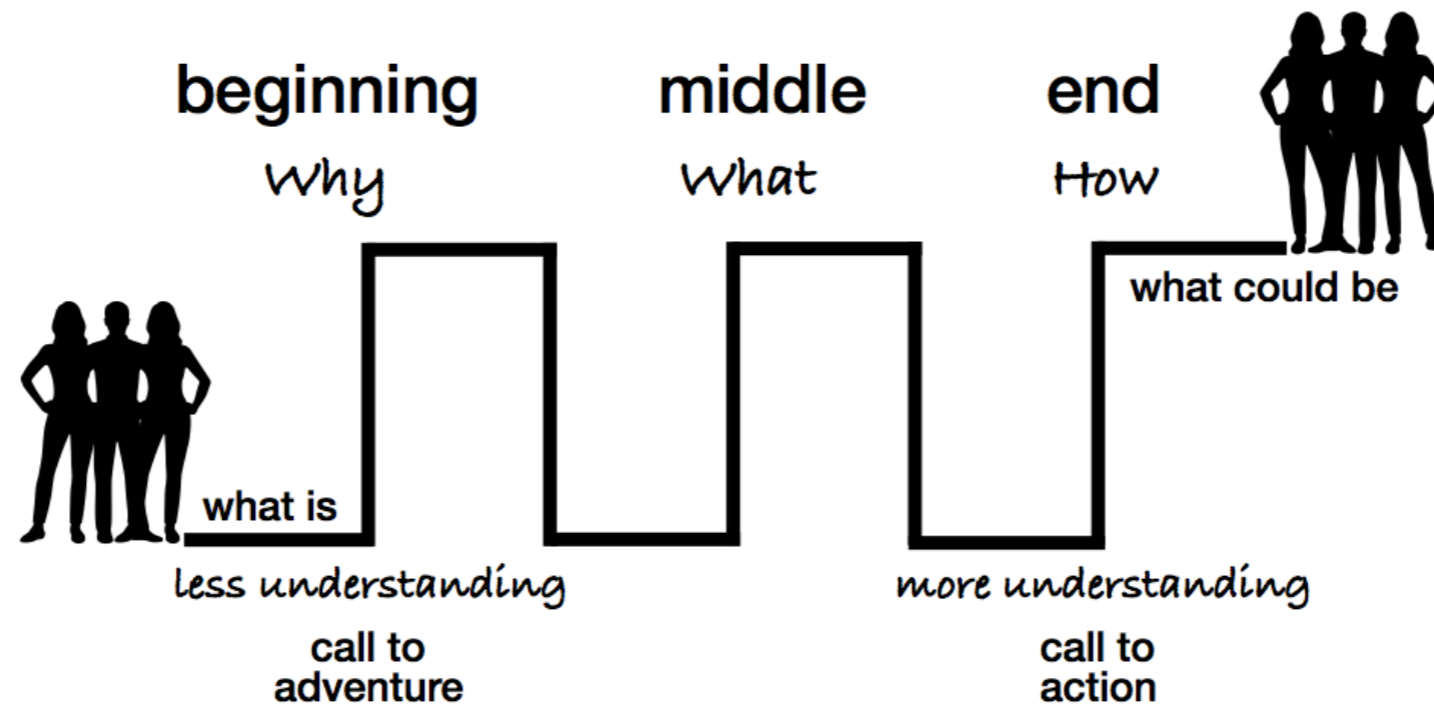 beginning middle end
Why What How
what could be
what is
less understanding more understanding
call to
adventure
call to
action